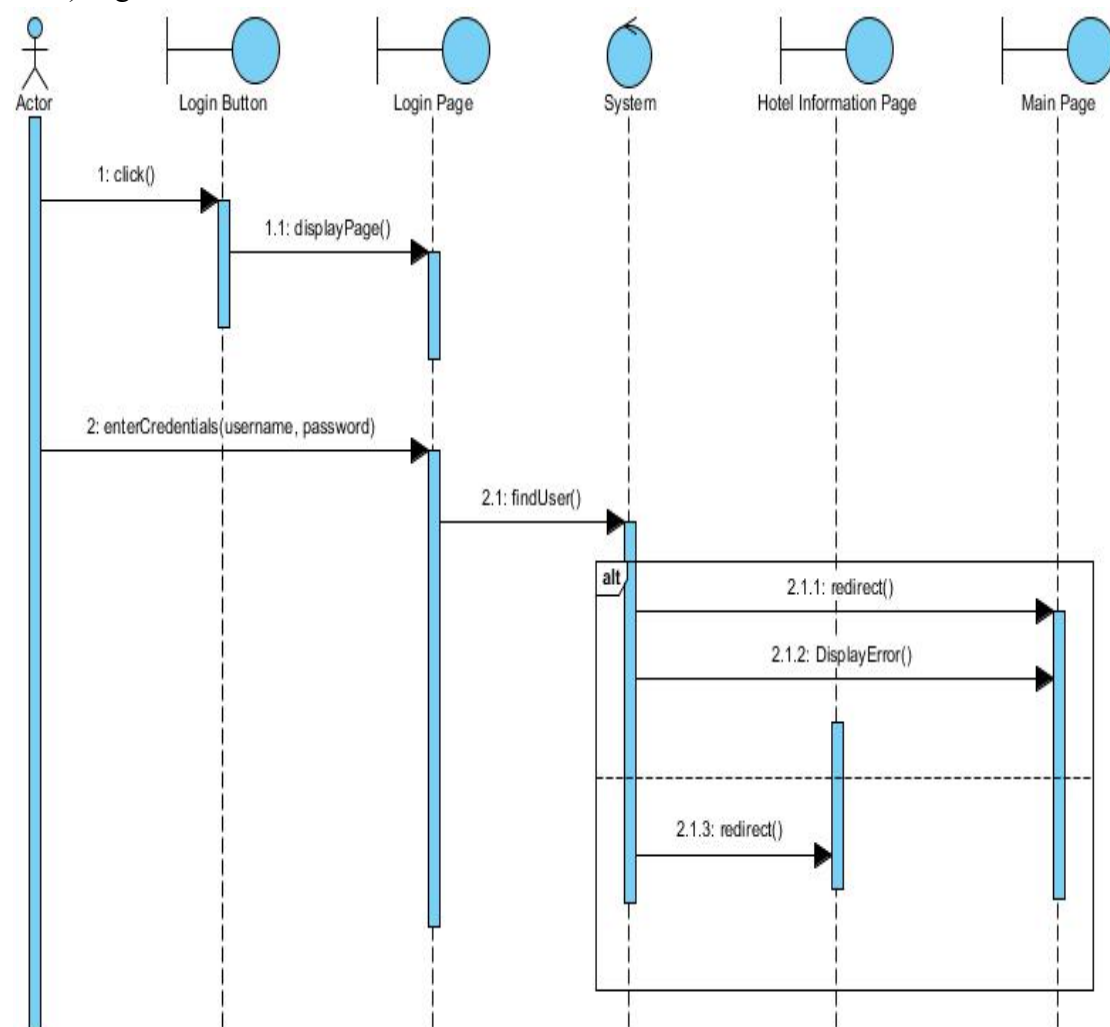 Actor
Login Button
Login Page
System
Hotel Information Page
Main Page
1: click()
1.1: displayPage()
2: enterCredentials(username, password)
2.1: findUser()
alt
2.1.1: redirect()
2.1.2: DisplayError()
2.1.3: redirect()